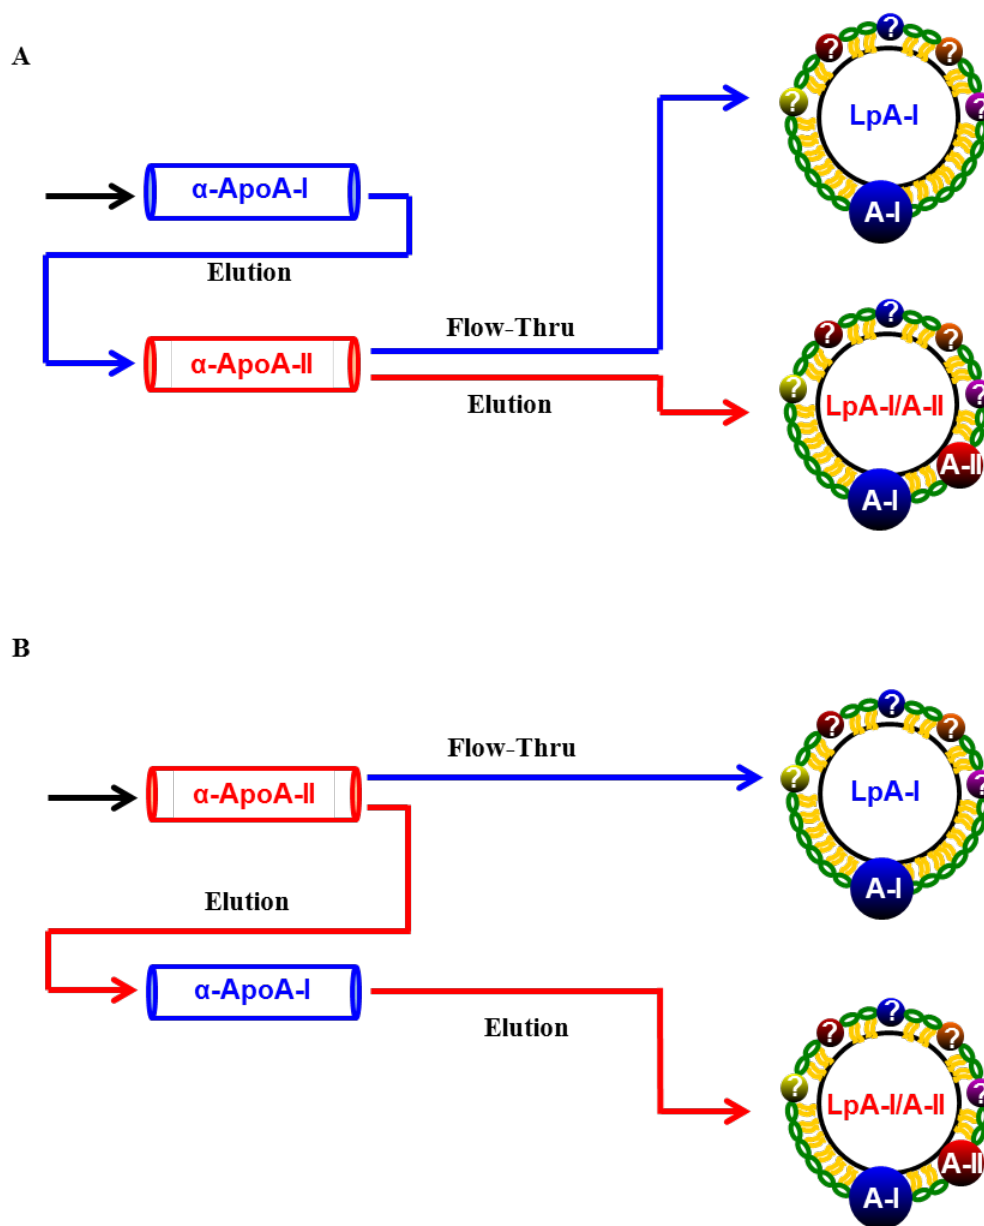 A
? ? ? ? ?
LpA-I
A-I
α-ApoA-I
Elution
α-ApoA-II
Flow-Thru
Elution
? ? ? ? ?
LpA-I/A-II
A-II
A-I
B
? ? ? ? ?
LpA-I
A-I
α-ApoA-II
Flow-Thru
Elution
α-ApoA-I
Elution
? ? ? ? ?
LpA-I/A-II
A-II
A-I